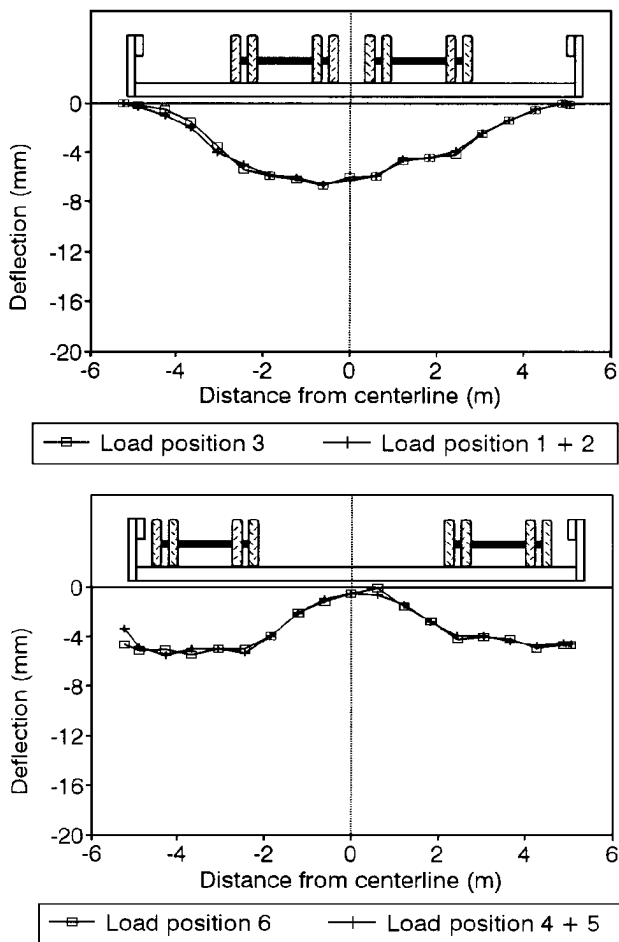 0
-4
-8
-12
-16
-20
Deflection (mm)
-6 -4 -2 0 2 4 6
Distance from centerline (m)
Load position 3 Load position 1 + 2
0
-4
-8
-12
-16
-20
Deflection (mm)
-6 -4 -2 0 2 4 6
Distance from centerline (m)
Load position 6 Load position 4 + 5